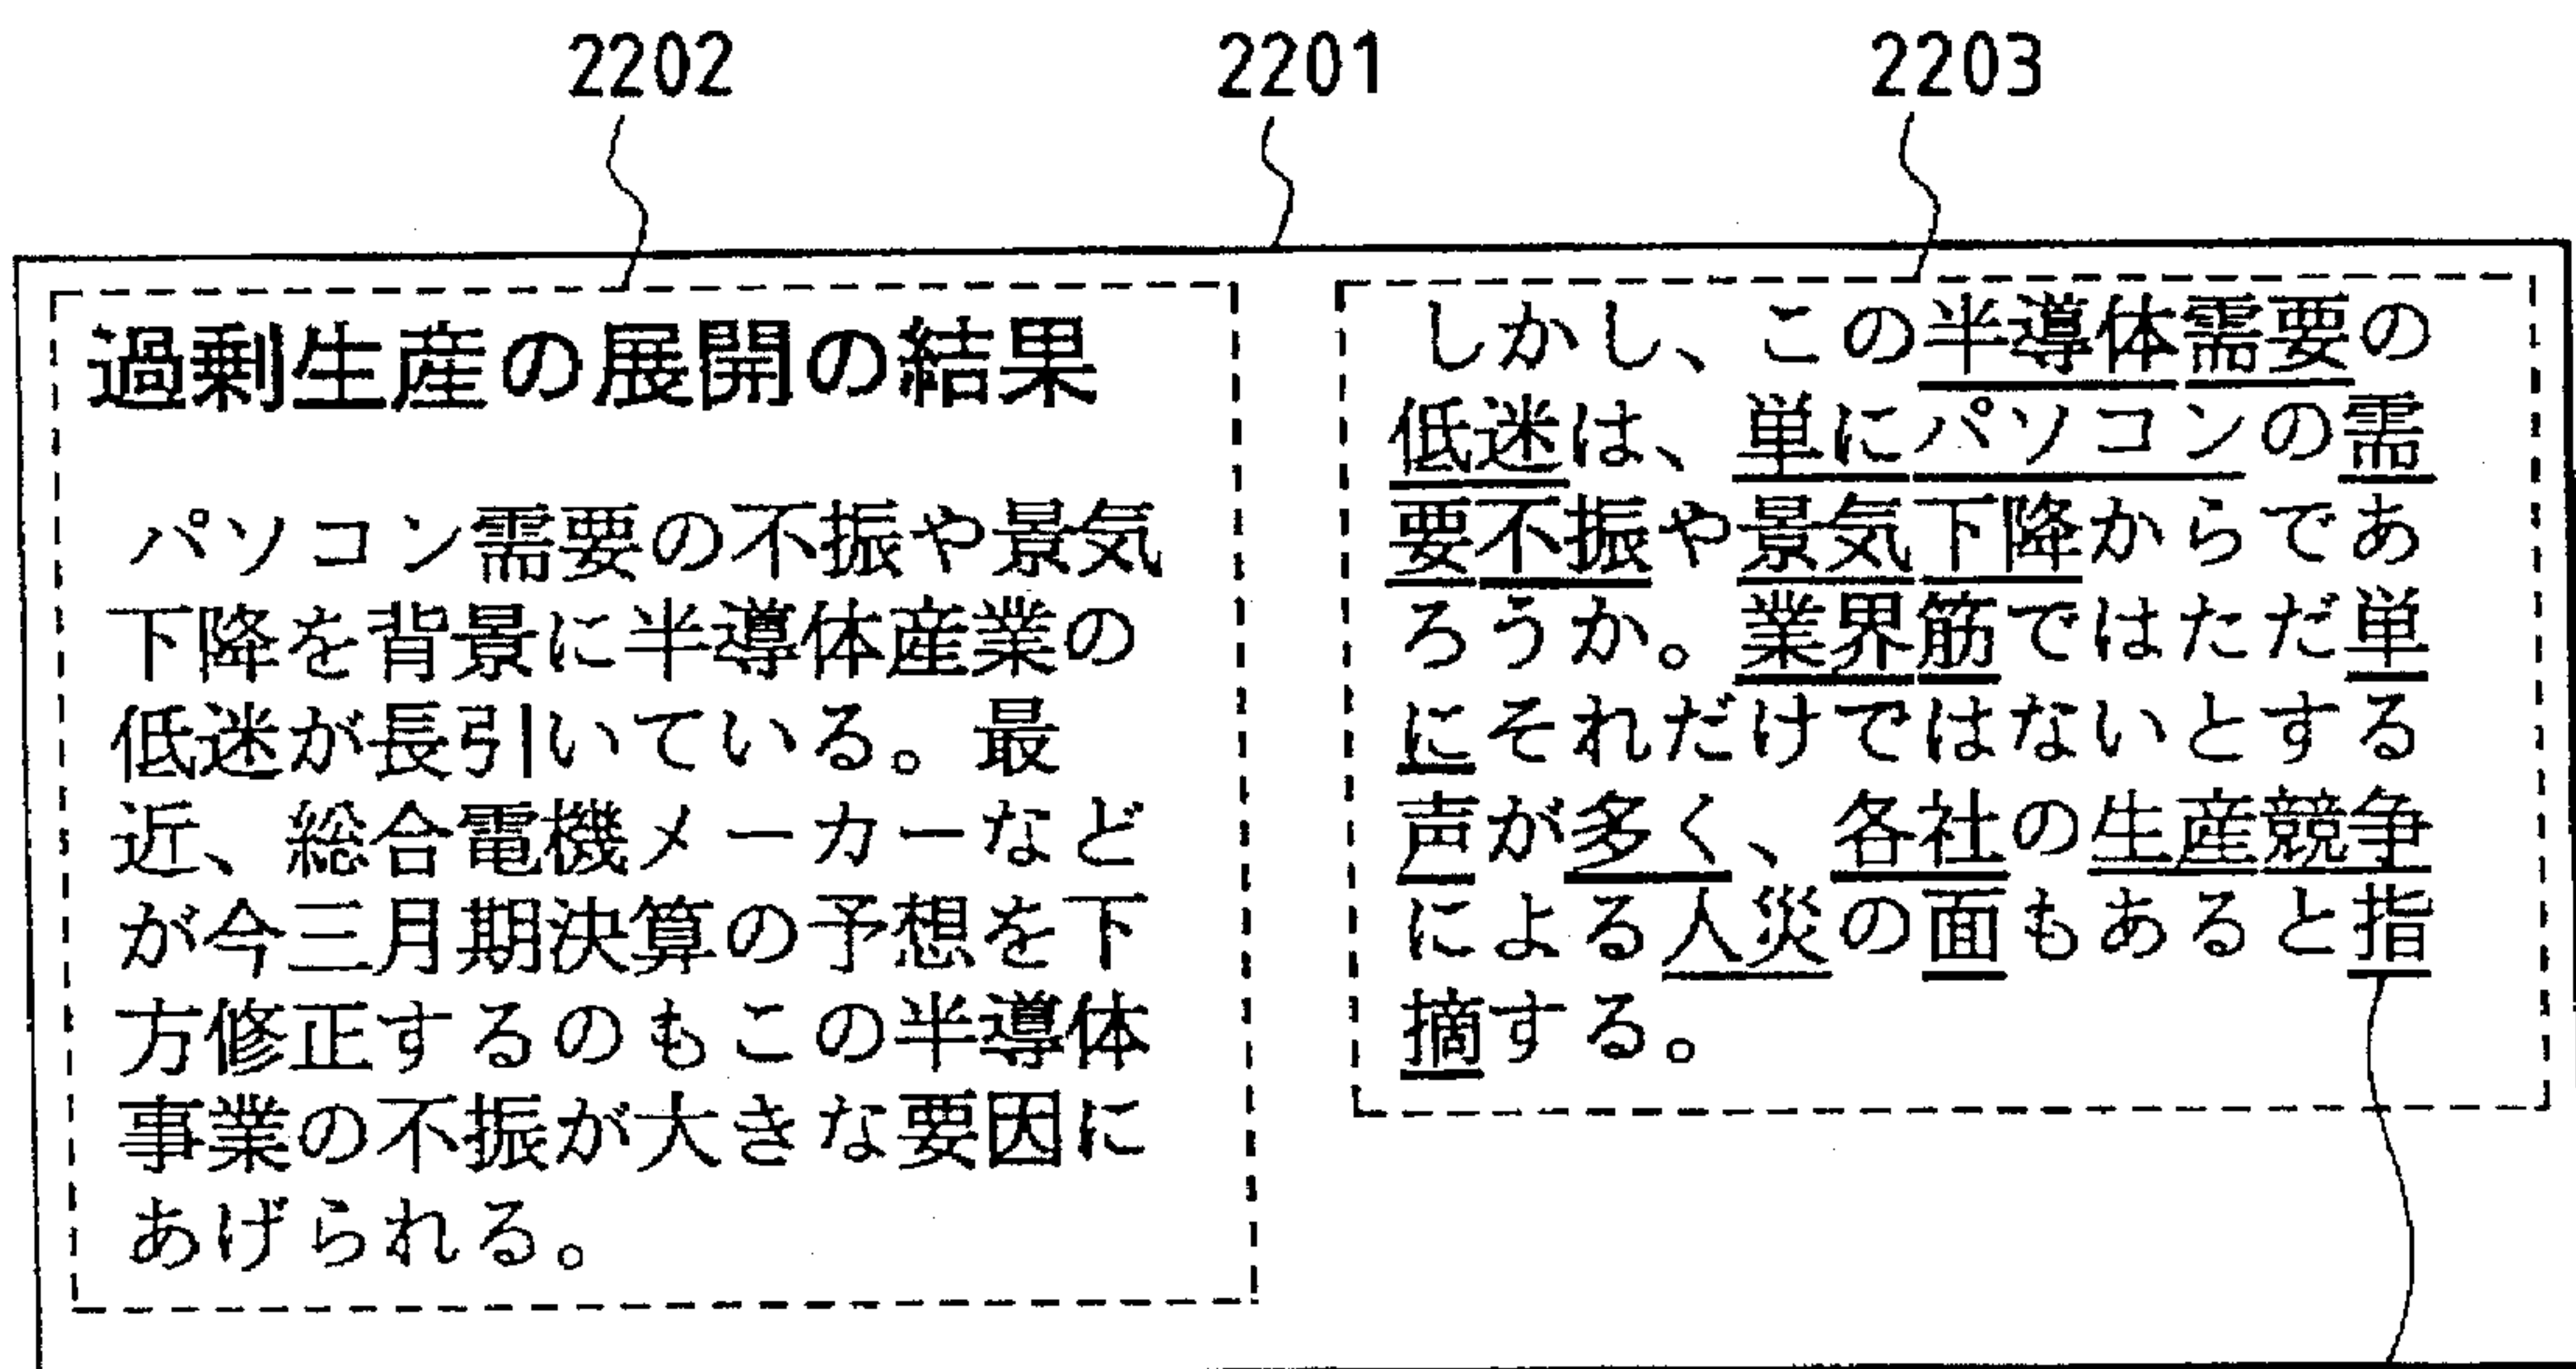 2202
2201
2203
過剰生産の展開の結果
パソコン需要の不振や景気
下降を背景に半導体産業の
低迷が長引いている。最
近、総合電機メーカーなど
が今三月期決算の予想を下
方修正するのもこの半導体
事業の不振が大きな要因に
あげられる。
しかし、この半導体需要の
低迷は、単にパソコンの需
要不振や景気下降からであ
ろうか。業界筋ではただ単
にそれだけではないとする
声が多く、各社の生産競争
による人災の面もあると指
摘する。